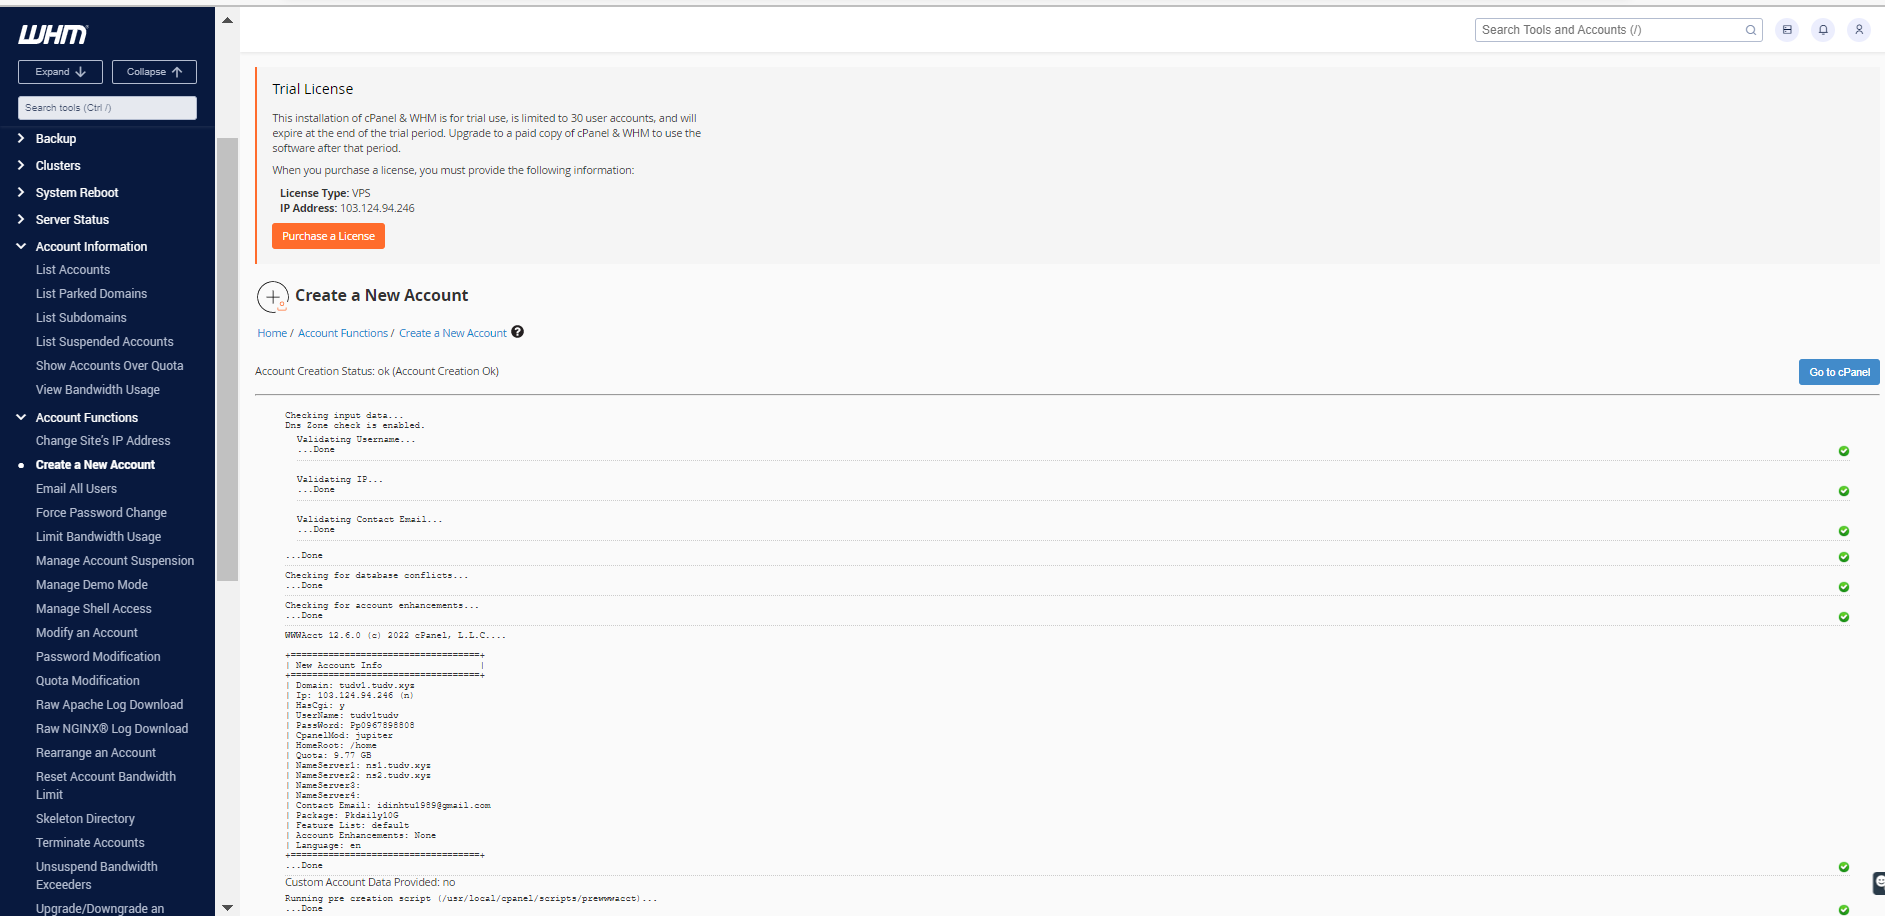 WHM
Expand
Collapse
Search tools (Ctrl /)
Backup
Clusters
System Reboot
Server Status
Account Information
List Accounts
List Parked Domains
List Subdomains
List Suspended Accounts
Show Accounts Over Quota
View Bandwidth Usage
Account Functions
Change Site's IP Address
Create a New Account
Email All Users
Force Password Change
Limit Bandwidth Usage
Manage Account Suspension
Manage Demo Mode
Manage Shell Access
Modify an Account
Password Modification
Quota Modification
Raw Apache Log Download
Raw NGINX® Log Download
Rearrange an Account
Reset Account Bandwidth
Limit
Skeleton Directory
Terminate Accounts
Unsuspend Bandwidth
Exceeders
Upgrade/Downgrade an
Search Tools and Accounts (/)
Trial License
This installation of cPanel & WHM is for trial use, is limited to 30 user accounts, and will
expire at the end of the trial period. Upgrade to a paid copy of cPanel & WHM to use the
software after that period.
When you purchase a license, you must provide the following information:
License Type: VPS
IP Address: 103.124.94.246
Purchase a License
Create a New Account
Home / Account Functions / Create a New Account
Account Creation Status: ok (Account Creation Ok)
Go to cPanel
Checking input data...
Dns Zone check is enabled.
Validating Username...
...Done
Validating IP...
...Done
Validating Contact Email...
...Done
...Done
Checking for database conflicts...
...Done
Checking for account enhancements...
...Done
WWWAcct 12.6.0 (c) 2022 cPanel, L.L.C....
+===================================+
| New Account Info |
+===================================+
| Domain: tudv1.tudv.xyz
| Ip: 103.124.94.246 (n)
| HasCgi: y
| UserName: tudv1tudv
| PassWord: Pp0967898808
| CpanelMod: jupiter
| HomeRoot: /home
| Quota: 9.77 GB
| NameServer1: ns1.tudv.xyz
| NameServer2: ns2.tudv.xyz
| NameServer3:
| NameServer4:
| Contact Email: idinhtu1989@gmail.com
| Package: Pkdaily10G
| Feature List: default
| Account Enhancements: None
| Language: en
+===================================+
...Done
Custom Account Data Provided: no
Running pre creation script (/usr/local/cpanel/scripts/prewwwacct)...
...Done